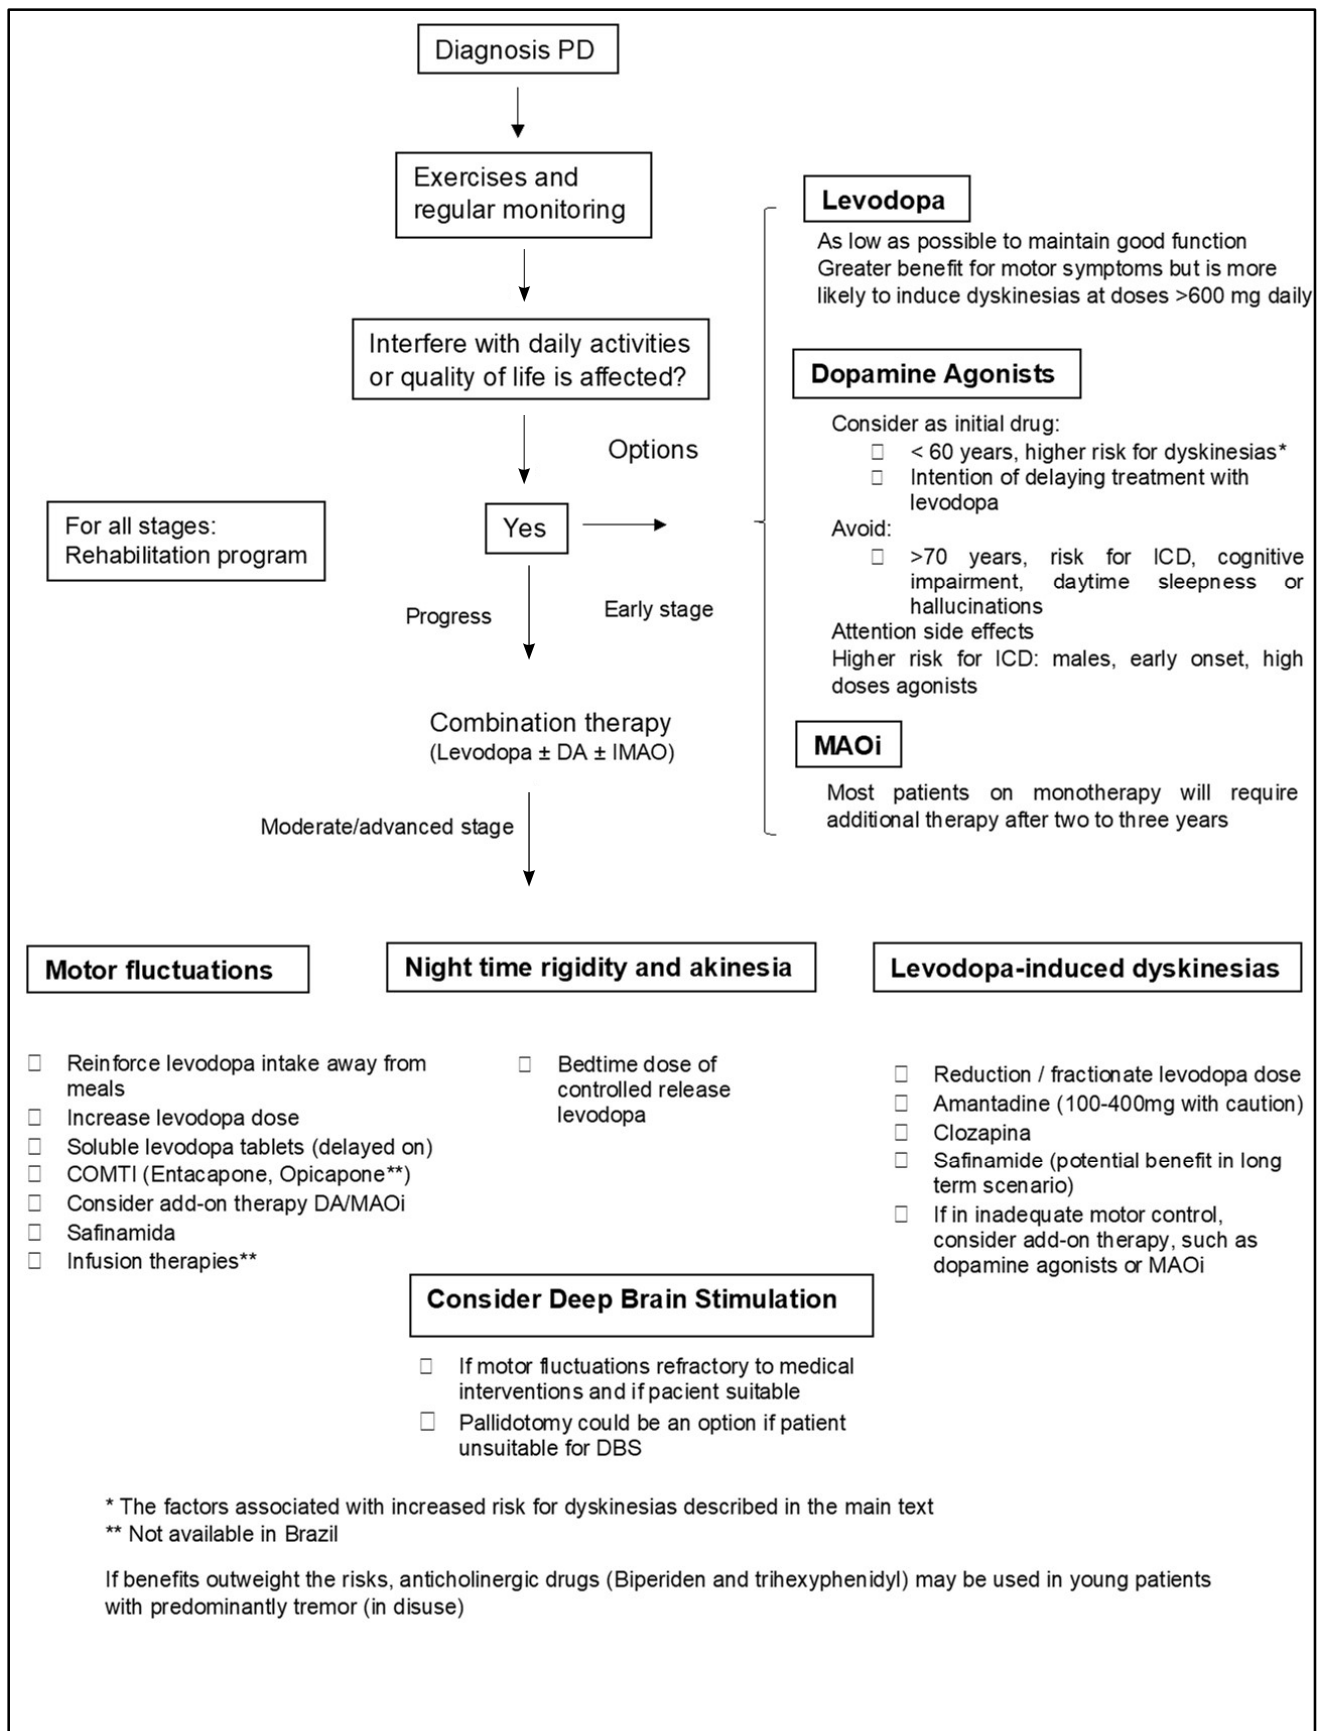 Diagnosis PD
Exercises and
regular monitoring
Interfere with daily activities
or quality of life is affected?
Options
For all stages:
Rehabilitation program
Yes
Progress
Early stage
Combination therapy
(Levodopa ± DA ± IMAO)
Moderate/advanced stage
Levodopa
As low as possible to maintain good function
Greater benefit for motor symptoms but is more
likely to induce dyskinesias at doses >600 mg daily
Dopamine Agonists
Consider as initial drug:
□ < 60 years, higher risk for dyskinesias*
□ Intention of delaying treatment with
levodopa
Avoid:
□ >70 years, risk for ICD, cognitive
impairment, daytime sleepness or
hallucinations
Attention side effects
Higher risk for ICD: males, early onset, high
doses agonists
MAOi
Most patients on monotherapy will require
additional therapy after two to three years
Motor fluctuations
□ Reinforce levodopa intake away from
meals
□ Increase levodopa dose
□ Soluble levodopa tablets (delayed on)
□ COMTI (Entacapone, Opicapone**)
□ Consider add-on therapy DA/MAOi
□ Safinamida
□ Infusion therapies**
Night time rigidity and akinesia
□ Bedtime dose of
controlled release
levodopa
Levodopa-induced dyskinesias
□ Reduction / fractionate levodopa dose
□ Amantadine (100-400mg with caution)
□ Clozapina
□ Safinamide (potential benefit in long
term scenario)
□ If in inadequate motor control,
consider add-on therapy, such as
dopamine agonists or MAOi
Consider Deep Brain Stimulation
□ If motor fluctuations refractory to medical
interventions and if pacient suitable
□ Pallidotomy could be an option if patient
unsuitable for DBS
* The factors associated with increased risk for dyskinesias described in the main text
** Not available in Brazil
If benefits outweight the risks, anticholinergic drugs (Biperiden and trihexyphenidyl) may be used in young patients
with predominantly tremor (in disuse)